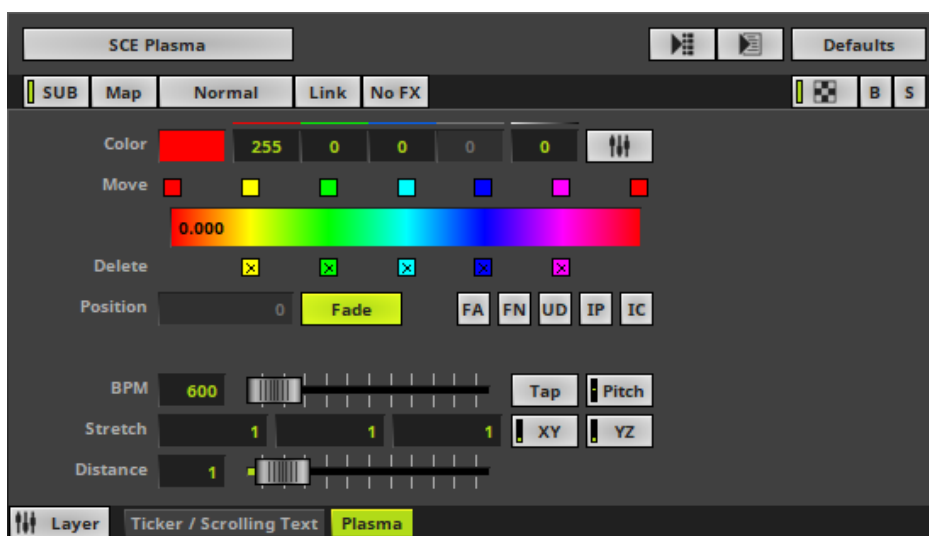 SCE Plasma Defaults
SUB Map Normal Link No FX B S
Color 255 0 0 0 0
Move
0.000
Delete
Position 0 Fade FA FN UD IP IC
BPM 600 Tap Pitch
Stretch 1 1 1 XY YZ
Distance 1
Layer Ticker / Scrolling Text Plasma